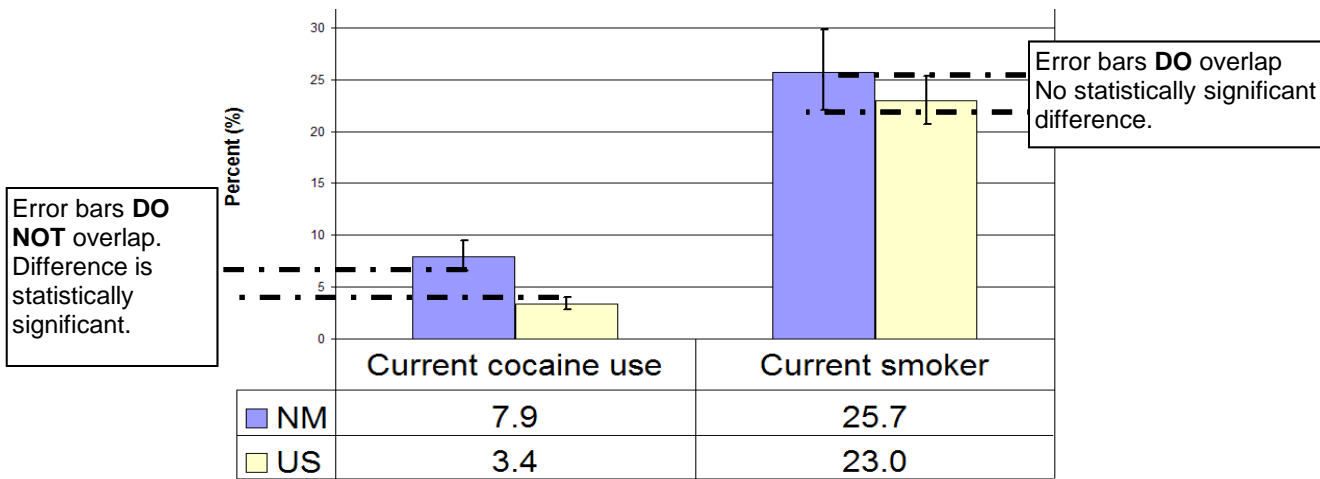 30
25
20
15
10
5
0
Percent (%)
Error bars DO
NOT overlap.
Difference is
statistically
significant.
Error bars DO overlap
No statistically significant
difference.
Current cocaine use Current smoker
NM 7.9 25.7
US 3.4 23.0